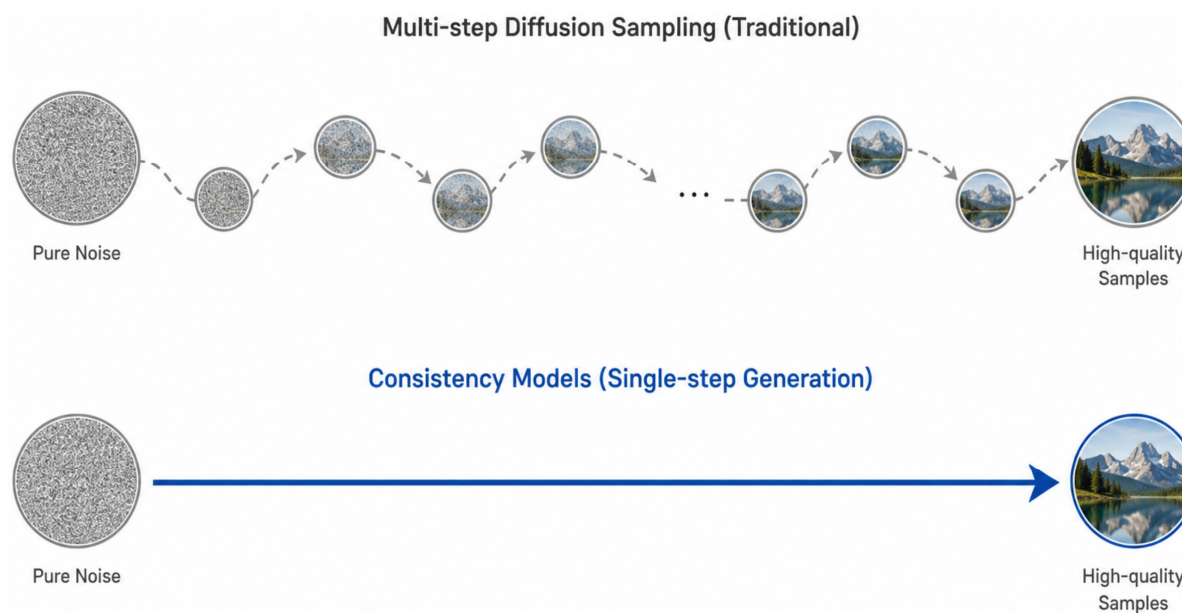 Multi-step Diffusion Sampling (Traditional)
...
Pure Noise
High-quality
Samples
Consistency Models (Single-step Generation)
Pure Noise
High-quality
Samples